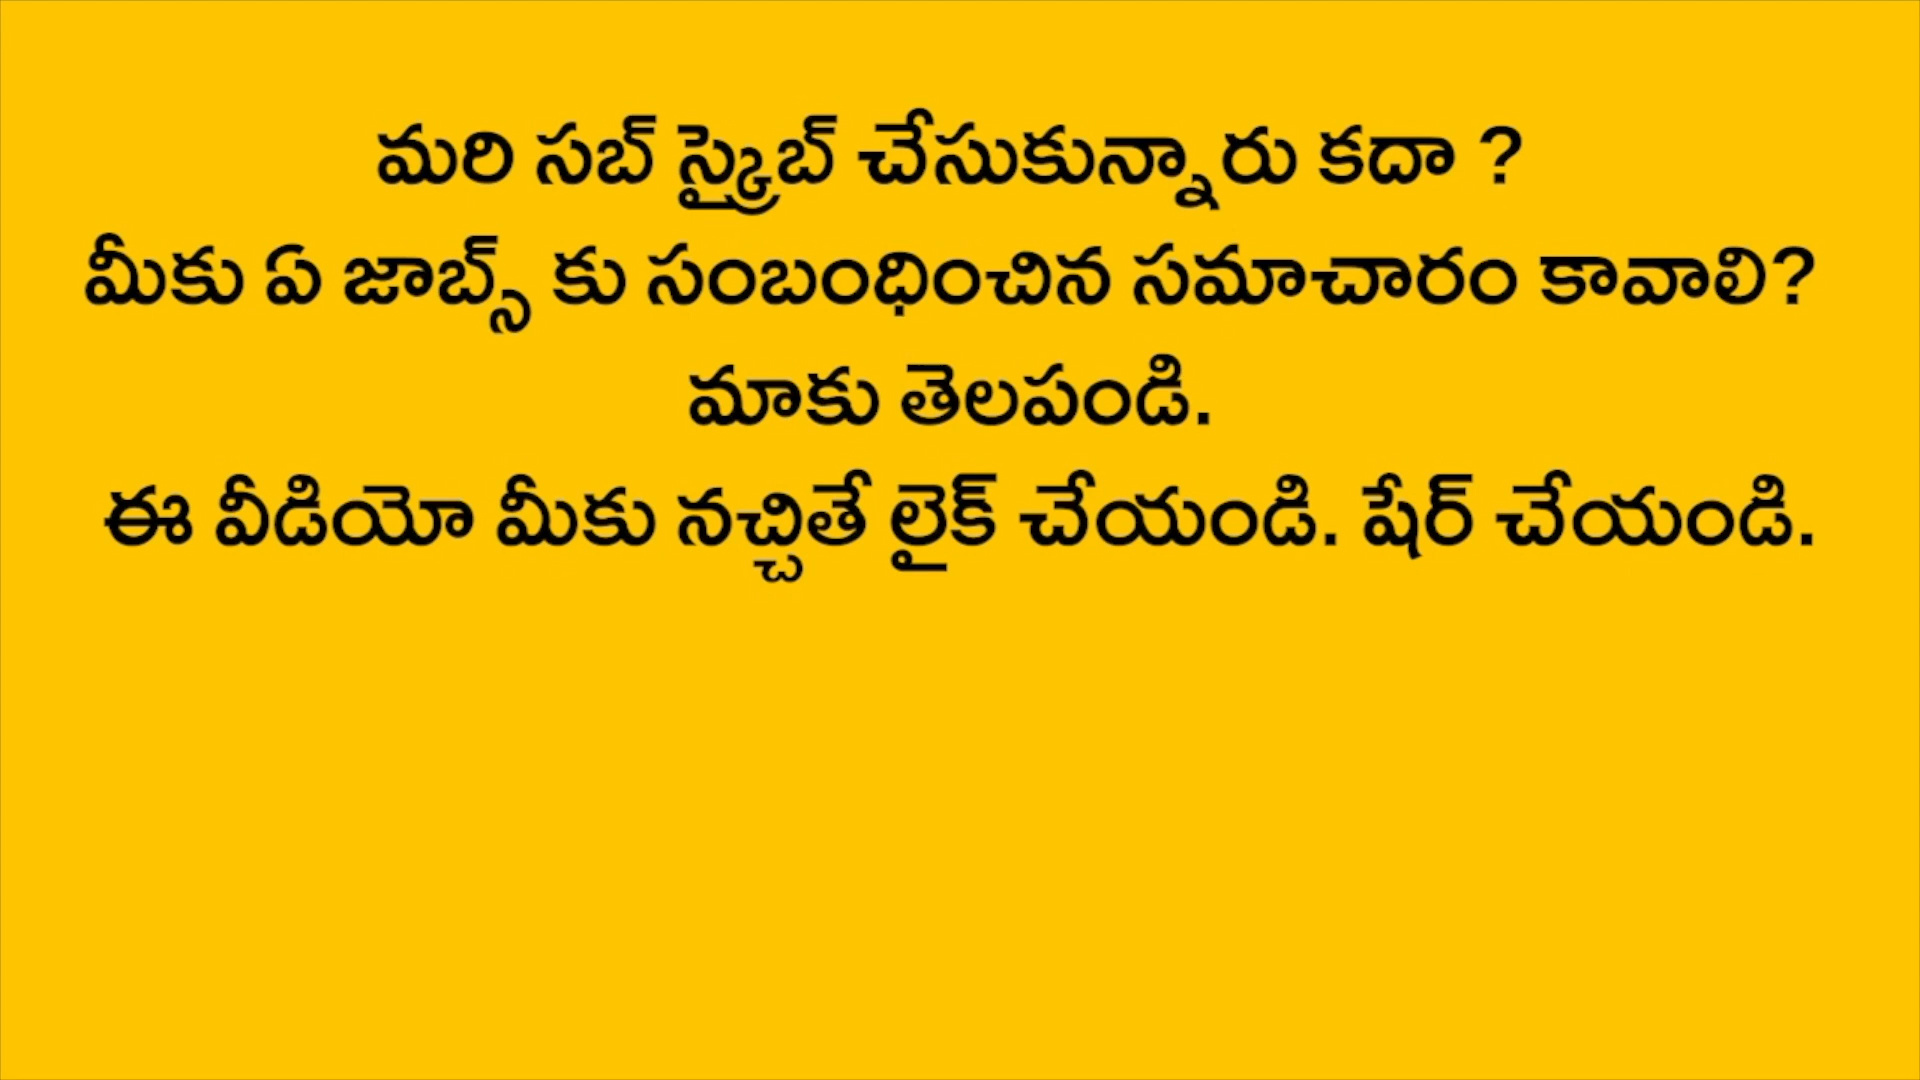 మరి సబ్ స్క్రైబ్ చేసుకున్నారు కదా ?
మీకు ఏ జాబ్స్ కు సంబంధించిన సమాచారం కావాలి?
మాకు తెలపండి.
ఈ వీడియో మీకు నచ్చితే లైక్ చేయండి. షేర్ చేయండి.